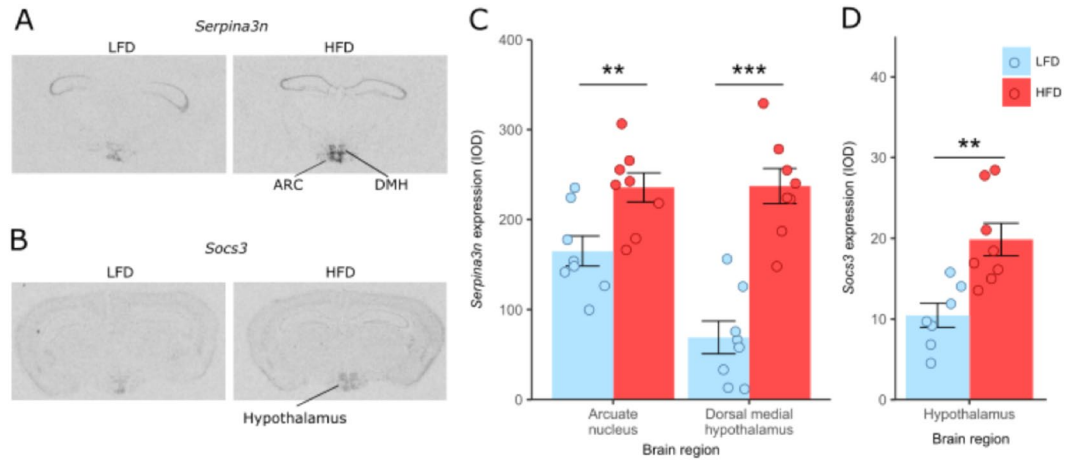 A
Serpina3n
LFD
HFD
ARC
DMH
B
Socs3
LFD
HFD
Hypothalamus
C
Serpina3n expression (IOD)
400
300
200
100
0
**
***
Arcuate
nucleus
Dorsal medial
hypothalamus
Brain region
D
Socs3 expression (IOD)
40
30
20
10
0
**
LFD
HFD
Hypothalamus
Brain region